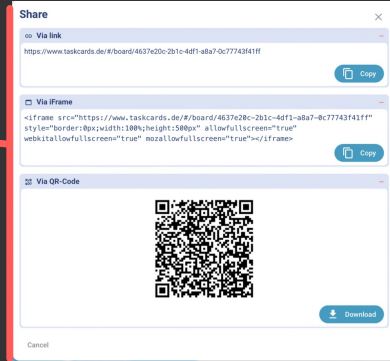 Share
Via link
https://www.taskcards.de/#/board/4637e20c-2b1c-4df1-a8a7-0c77743f41ff
Copy
Via iFrame
<iframe src="https://www.taskcards.de/#/board/4637e20c-2b1c-4df1-a8a7-0c77743f41ff"
style="border:0px;width:100%;height:500px" allowfullscreen="true"
webkitallowfullscreen="true" mozallowfullscreen="true"></iframe>
Copy
Via QR-Code
Download
Cancel